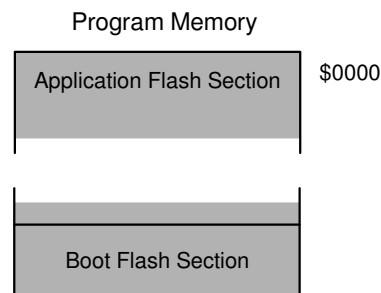 Program Memory
Application Flash Section
$0000
Boot Flash Section